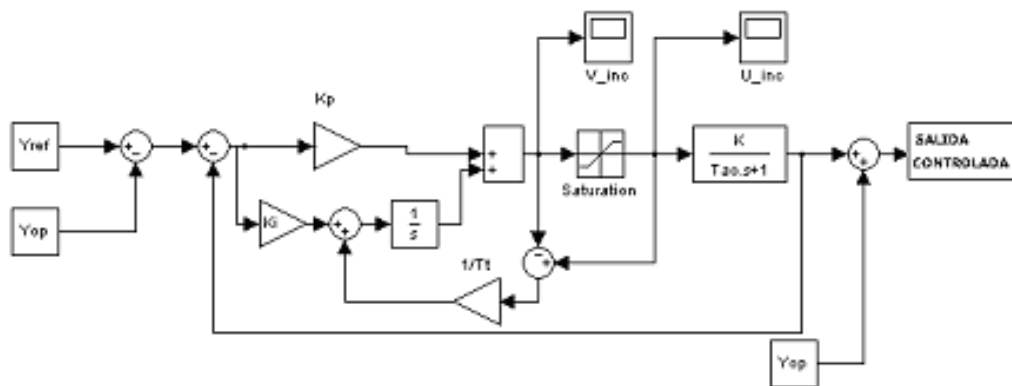 V_inc
U_inc
Kp
Yref
Yop
Ki
1
s
Saturation
K
Tao.s+1
SALIDA
CONTROLADA
1/Tt
Yop